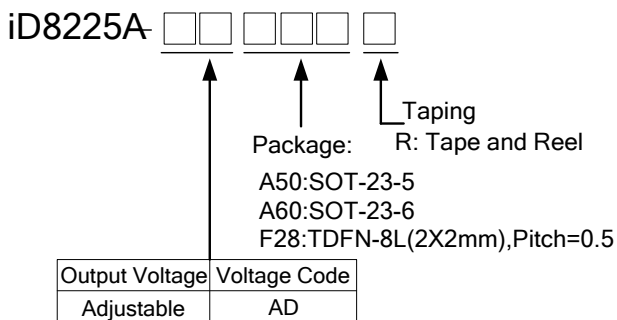 iD8225A-
Taping
R: Tape and Reel
Package:
A50:SOT-23-5
A60:SOT-23-6
F28:TDFN-8L(2X2mm),Pitch=0.5
Output Voltage Voltage Code
Adjustable AD